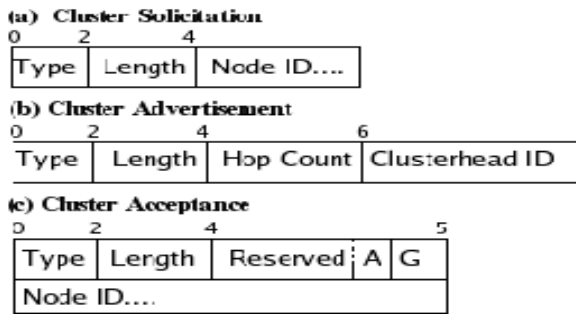 (a) Cluster Solicitation
0 2 4
Type Length Node ID....
(b) Cluster Advertisement
0 2 4 6
Type Length Hop Count Clusterhead ID
(c) Cluster Acceptance
0 2 4 5
Type Length Reserved A G
Node ID....